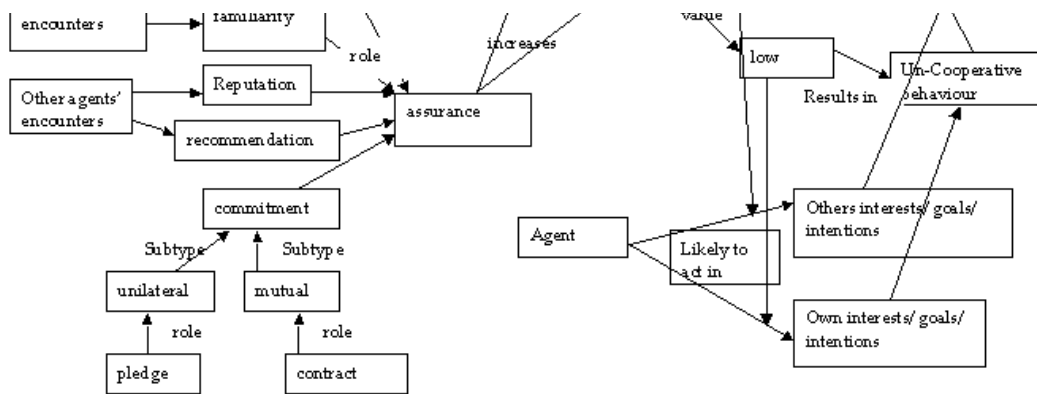 encounters
familiarity
value
role
increases
low
Un-Cooperative
behaviour
Results in
Other agents'
encounters
Reputation
assurance
recommendation
commitment
Others interests/ goals/
intentions
Agent
Likely to
act in
Subtype
Subtype
unilateral
mutual
Own interests/ goals/
intentions
role
role
pledge
contract